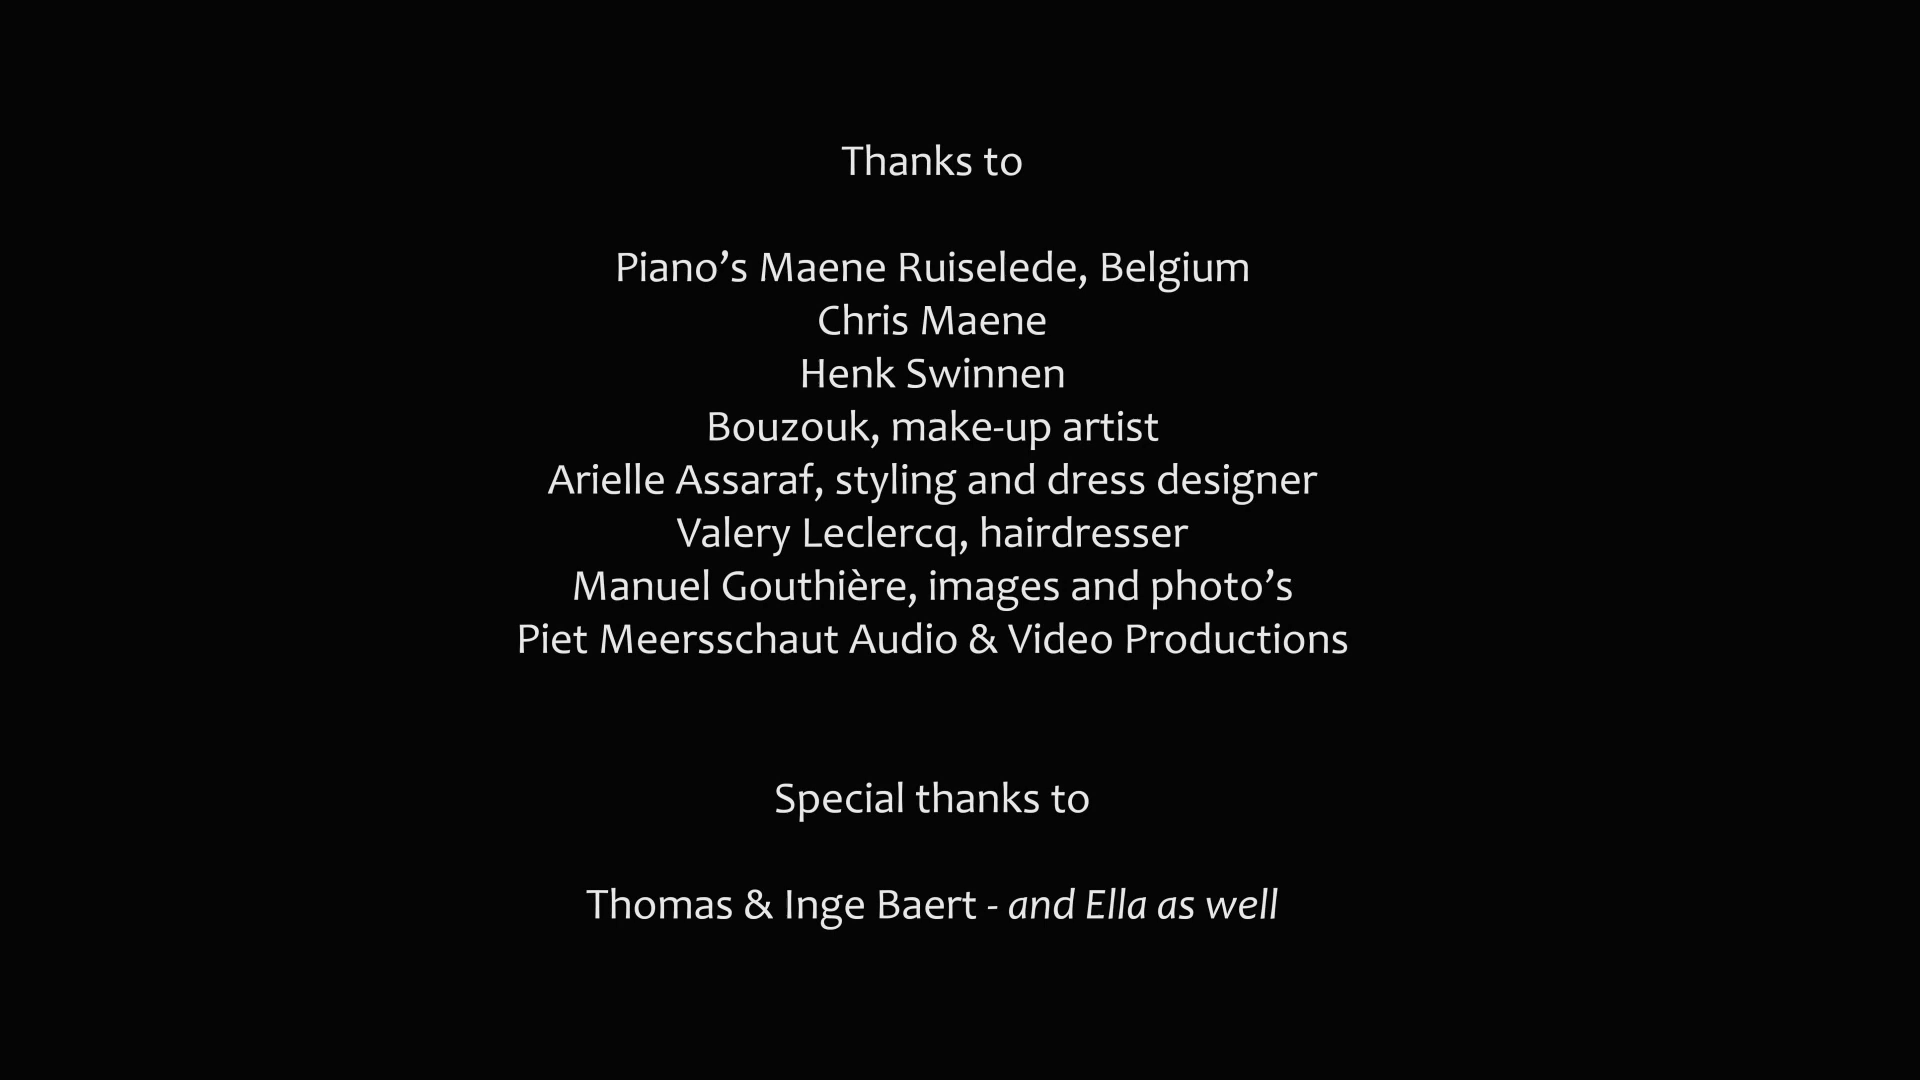 Thanks to
Piano’s Maene Ruiselede, Belgium
Chris Maene
Henk Swinnen
Bouzouk, make-up artist
Arielle Assaraf, styling and dress designer
Valery Leclercq, hairdresser
Manuel Gouthière, images and photo’s
Piet Meersschaut Audio & Video Productions
Special thanks to
Thomas & Inge Baert - and Ella as well